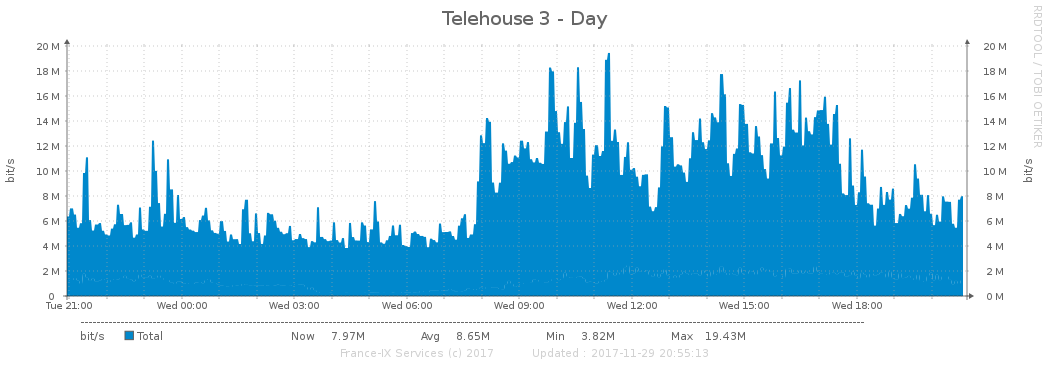 Telehouse 3 - Day
RRDTOOL / TOBI OETIKER
bit/s
bit/s
20 M 20 M
18 M 18 M
16 M 16 M
14 M 14 M
12 M 12 M
10 M 10 M
8 M 8 M
6 M 6 M
4 M 4 M
2 M 2 M
0 0 M
Tue 21:00 Wed 00:00 Wed 03:00 Wed 06:00 Wed 09:00 Wed 12:00 Wed 15:00 Wed 18:00
bit/s Total Now 7.97M Avg 8.65M Min 3.82M Max 19.43M
France-IX Services (c) 2017 Updated : 2017-11-29 20:55:13